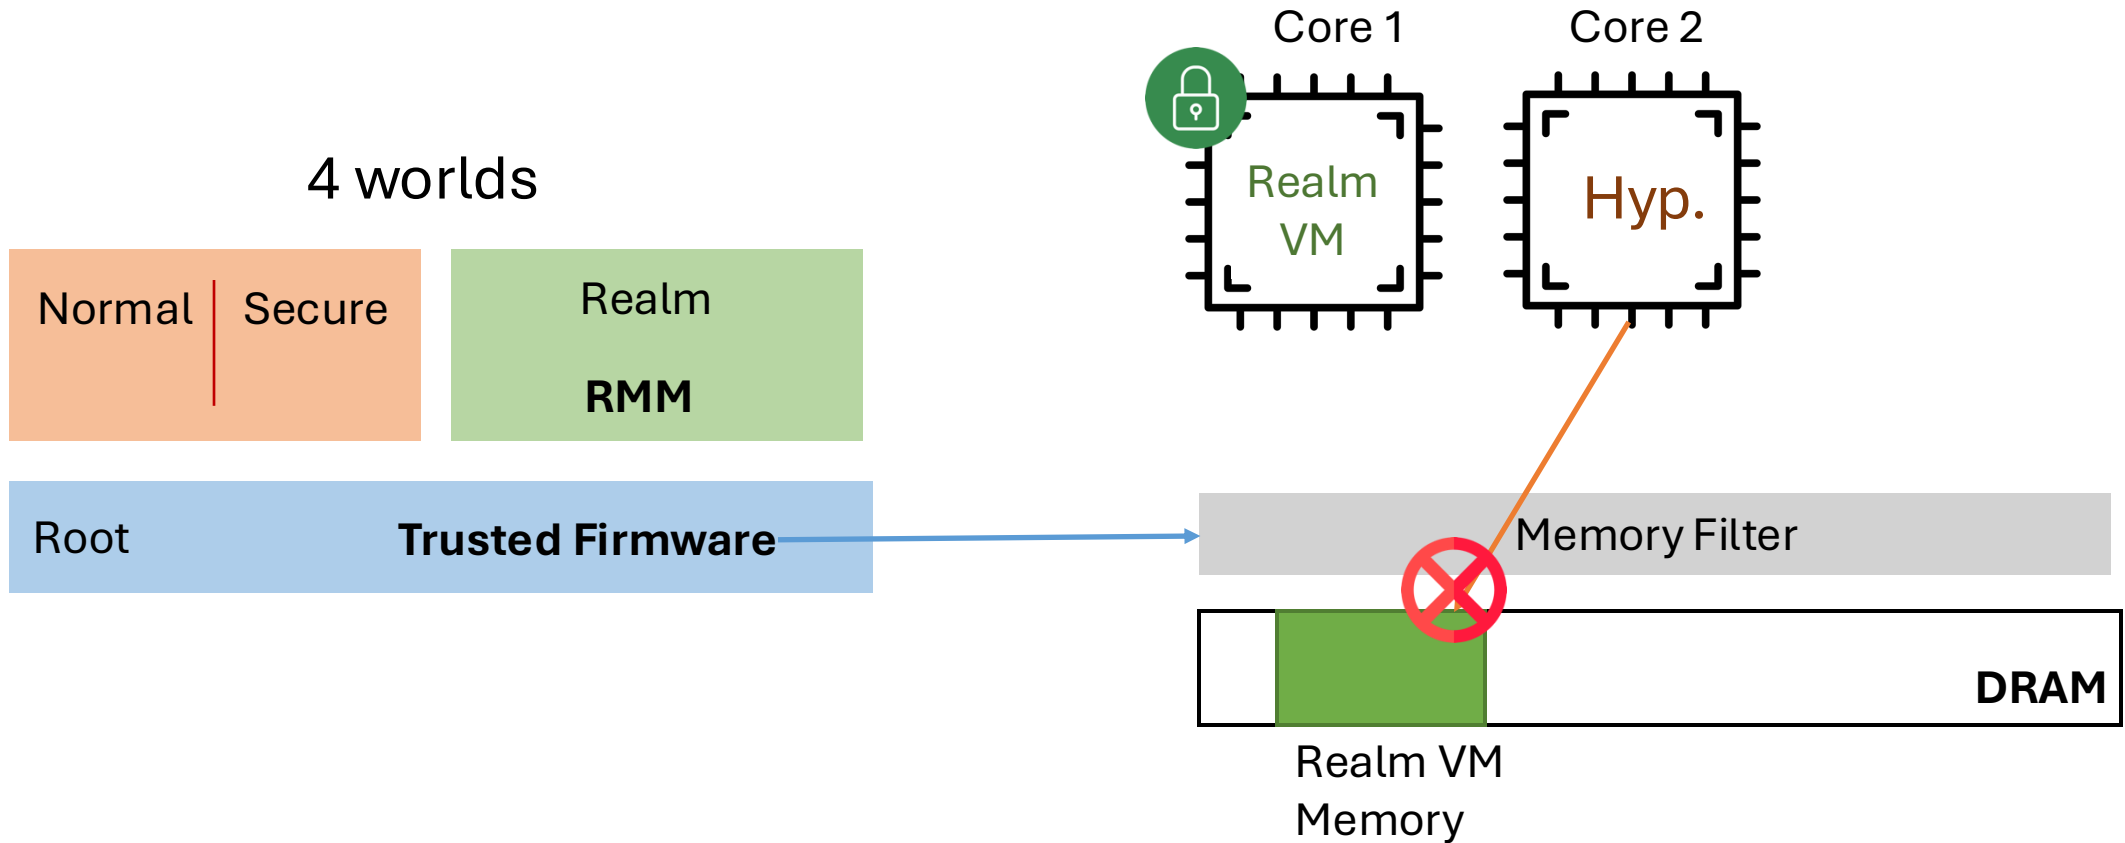 4 worlds
Normal
Secure
Realm
RMM
Root
Trusted Firmware
Core 1
Core 2
Realm
VM
Hyp.
Memory Filter
DRAM
Realm VM
Memory